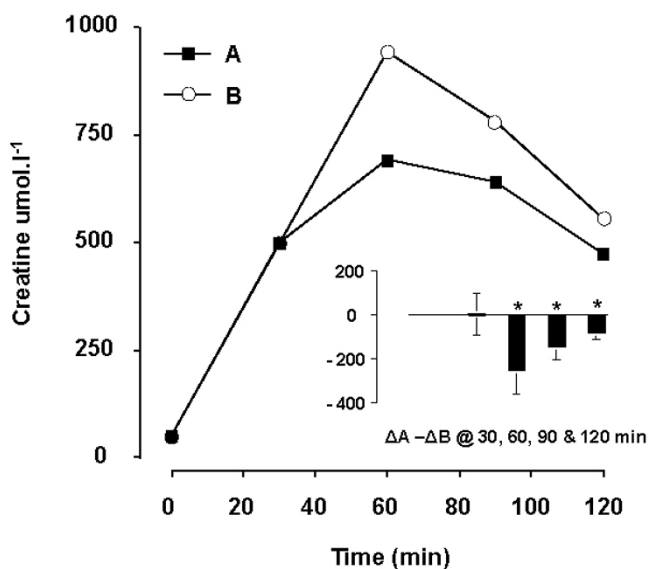 1000
750
500
250
0
Creatine umol.l-1
A
B
200
0
- 200
- 400
* * *
ΔA –ΔB @ 30, 60, 90 & 120 min
0 20 40 60 80 100 120
Time (min)